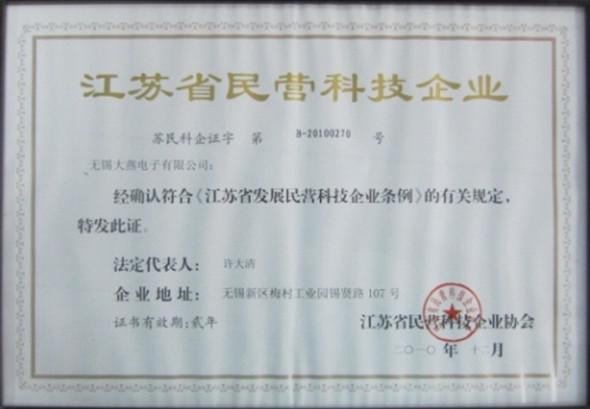 江苏省民营科技企业
苏民科企证字 第 B-20100270 号
无锡大燕电子有限公司:
经确认符合《江苏省发展民营科技企业条例》的有关规定,
特发此证。
法定代表人: 许大清
企业地址: 无锡新区梅村工业园锡贤路107号
证书有效期:贰年
江苏省民营科技企业协会
二〇一〇年 十二月